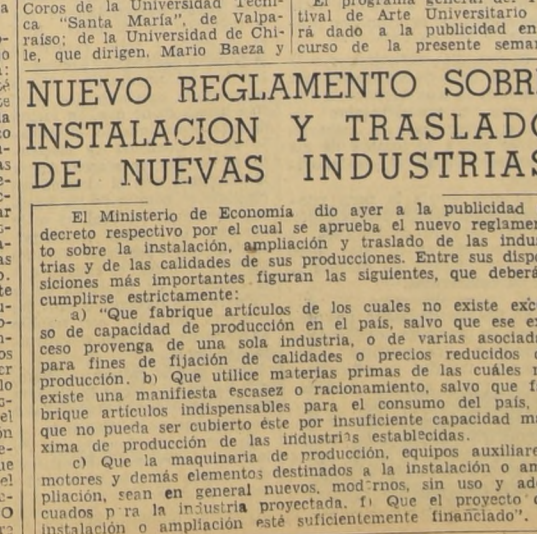 Coros de la Universidad Técni-
ca "Santa María", de Valpa-
raíso; de la Universidad de Chi-
le, que dirigen, Mario Baeza y
El programa general del
tival de Arte Universitario
rá dado a la publicidad en
curso de la presente sema
NUEVO REGLAMENTO SOBR
INSTALACION Y TRASLADO
DE NUEVAS INDUSTRIAS
El Ministerio de Economía dio ayer a la publicidad
decreto respectivo por el cual se aprueba el nuevo reglamen-
to sobre la instalación, ampliación y traslado de las indu
trias y de las calidades de sus producciones. Entre sus disp
siciones más importantes figuran las siguientes, que deberá
cumplirse estrictamente:
a) "Que fabrique artículos de los cuales no existe exc
so de capacidad de producción en el país, salvo que ese ex
ceso provenga de una sola industria, o de varias asociad
para fines de fijación de calidades o precios reducidos
producción. b) Que utilice materias primas de las cuáles
existe una manifiesta escasez o racionamiento, salvo que f
brique artículos indispensables para el consumo del país,
que no pueda ser cubierto éste por insuficiente capacidad m
xima de producción de las industrias establecidas.
c) Que la maquinaria de producción, equipos auxiliare
motores y demás elementos destinados a la instalación o am
pliación, sean en general nuevos, modernos, sin uso y ade
cuados para la industria proyectada. f) Que el proyecto
instalación o ampliación esté suficientemente financiado".